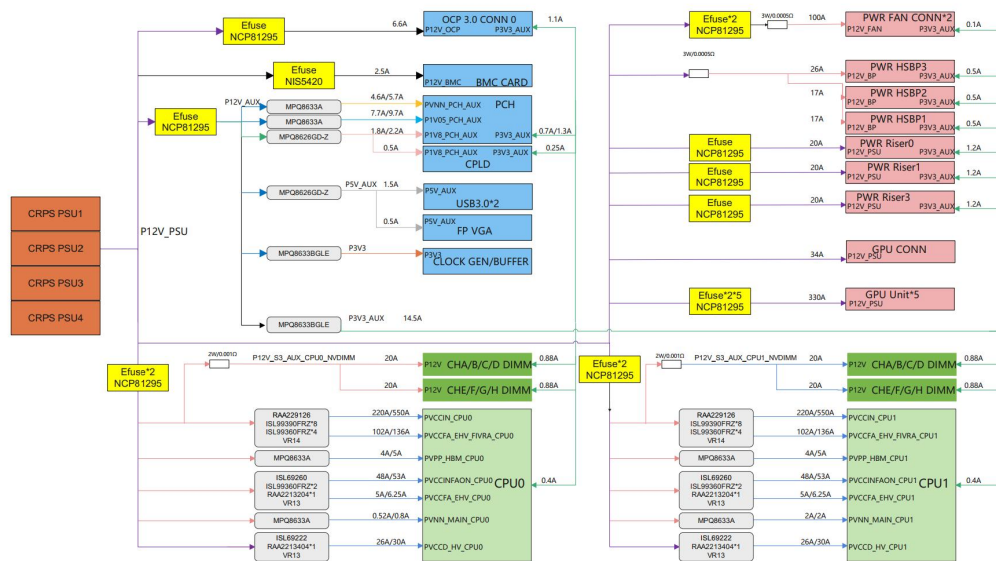 CRPS PSU1
CRPS PSU2
CRPS PSU3
CRPS PSU4
P12V_PSU
Efuse
NCP81295
6.6A
OCP 3.0 CONN 0
P12V_OCP
P3V3_AUX
1.1A
Efuse
NIS5420
2.5A
P12V_BMC
BMC CARD
P12V_AUX
Efuse
NCP81295
MPQ8633A
4.6A/5.7A
PVNN_PCH_AUX
PCH
MPQ8633A
7.7A/9.7A
P1V05_PCH_AUX
MPQ8626GD-Z
1.8A/2.2A
P1V8_PCH_AUX
P3V3_AUX
0.7A/1.3A
0.5A
P1V8_PCH_AUX
P3V3_AUX
CPLD
0.25A
MPQ8626GD-Z
P5V_AUX
1.5A
P5V_AUX
USB3.0*2
0.5A
P5V_AUX
FP VGA
MPQ8633BGLE
P3V3
P3V3
CLOCK GEN/BUFFER
MPQ8633BGLE
P3V3_AUX
14.5A
Efuse*2
NCP81295
2W/0.001Ω
P12V_S3_AUX_CPU0_NVDIMM
20A
P12V
CHA/B/C/D DIMM
0.88A
20A
P12V
CHE/F/G/H DIMM
0.88A
RAA229126
ISL99390FRZ*8
ISL99360FRZ*4
VR14
220A/550A
PVCCIN_CPU0
102A/136A
PVCCFA_EHV_FIVRA_CPU0
MPQ8633A
4A/5A
PVPP_HBM_CPU0
ISL69260
ISL99360FRZ*2
RAA2213204*1
VR13
48A/53A
PVCCINFAON_CPU0
5A/6.25A
PVCCFA_EHV_CPU0
CPU0
0.4A
MPQ8633A
0.52A/0.8A
PVNN_MAIN_CPU0
ISL69222
RAA2213404*1
VR13
26A/30A
PVCCD_HV_CPU0
Efuse*2
NCP81295
3W/0.0005Ω
100A
PWR FAN CONN*2
P12V_FAN
P3V3_AUX
0.1A
3W/0.0005Ω
26A
PWR HSBP3
P12V_BP
P3V3_AUX
0.5A
17A
PWR HSBP2
P12V_BP
P3V3_AUX
0.5A
17A
PWR HSBP1
P12V_BP
P3V3_AUX
0.5A
Efuse
NCP81295
20A
PWR Riser0
P12V_PSU
P3V3_AUX
1.2A
Efuse
NCP81295
20A
PWR Riser1
P12V_PSU
P3V3_AUX
1.2A
Efuse
NCP81295
20A
PWR Riser3
P12V_PSU
P3V3_AUX
1.2A
34A
GPU CONN
P12V_PSU
Efuse*2*5
NCP81295
330A
GPU Unit*5
P12V_PSU
Efuse*2
NCP81295
2W/0.001Ω
P12V_S3_AUX_CPU1_NVDIMM
20A
P12V
CHA/B/C/D DIMM
0.88A
20A
P12V
CHE/F/G/H DIMM
0.88A
RAA229126
ISL99390FRZ*8
ISL99360FRZ*4
VR14
220A/550A
PVCCIN_CPU1
102A/136A
PVCCFA_EHV_FIVRA_CPU1
MPQ8633A
4A/5A
PVPP_HBM_CPU1
ISL69260
ISL99360FRZ*2
RAA2213204*1
VR13
48A/53A
PVCCINFAON_CPU1
5A/6.25A
PVCCFA_EHV_CPU1
CPU1
0.4A
MPQ8633A
2A/2A
PVNN_MAIN_CPU1
ISL69222
RAA2213404*1
VR13
26A/30A
PVCCD_HV_CPU1